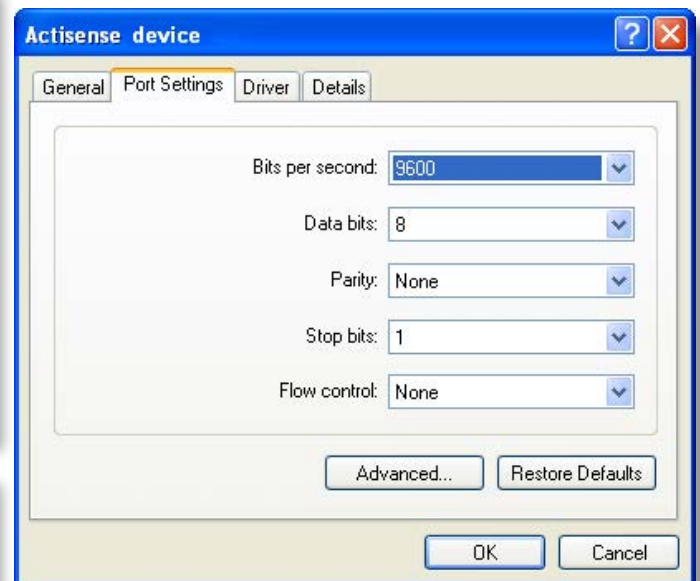 Actisense device
General Port Settings Driver Details
Bits per second: 9600
Data bits: 8
Parity: None
Stop bits: 1
Flow control: None
Advanced... Restore Defaults
OK Cancel